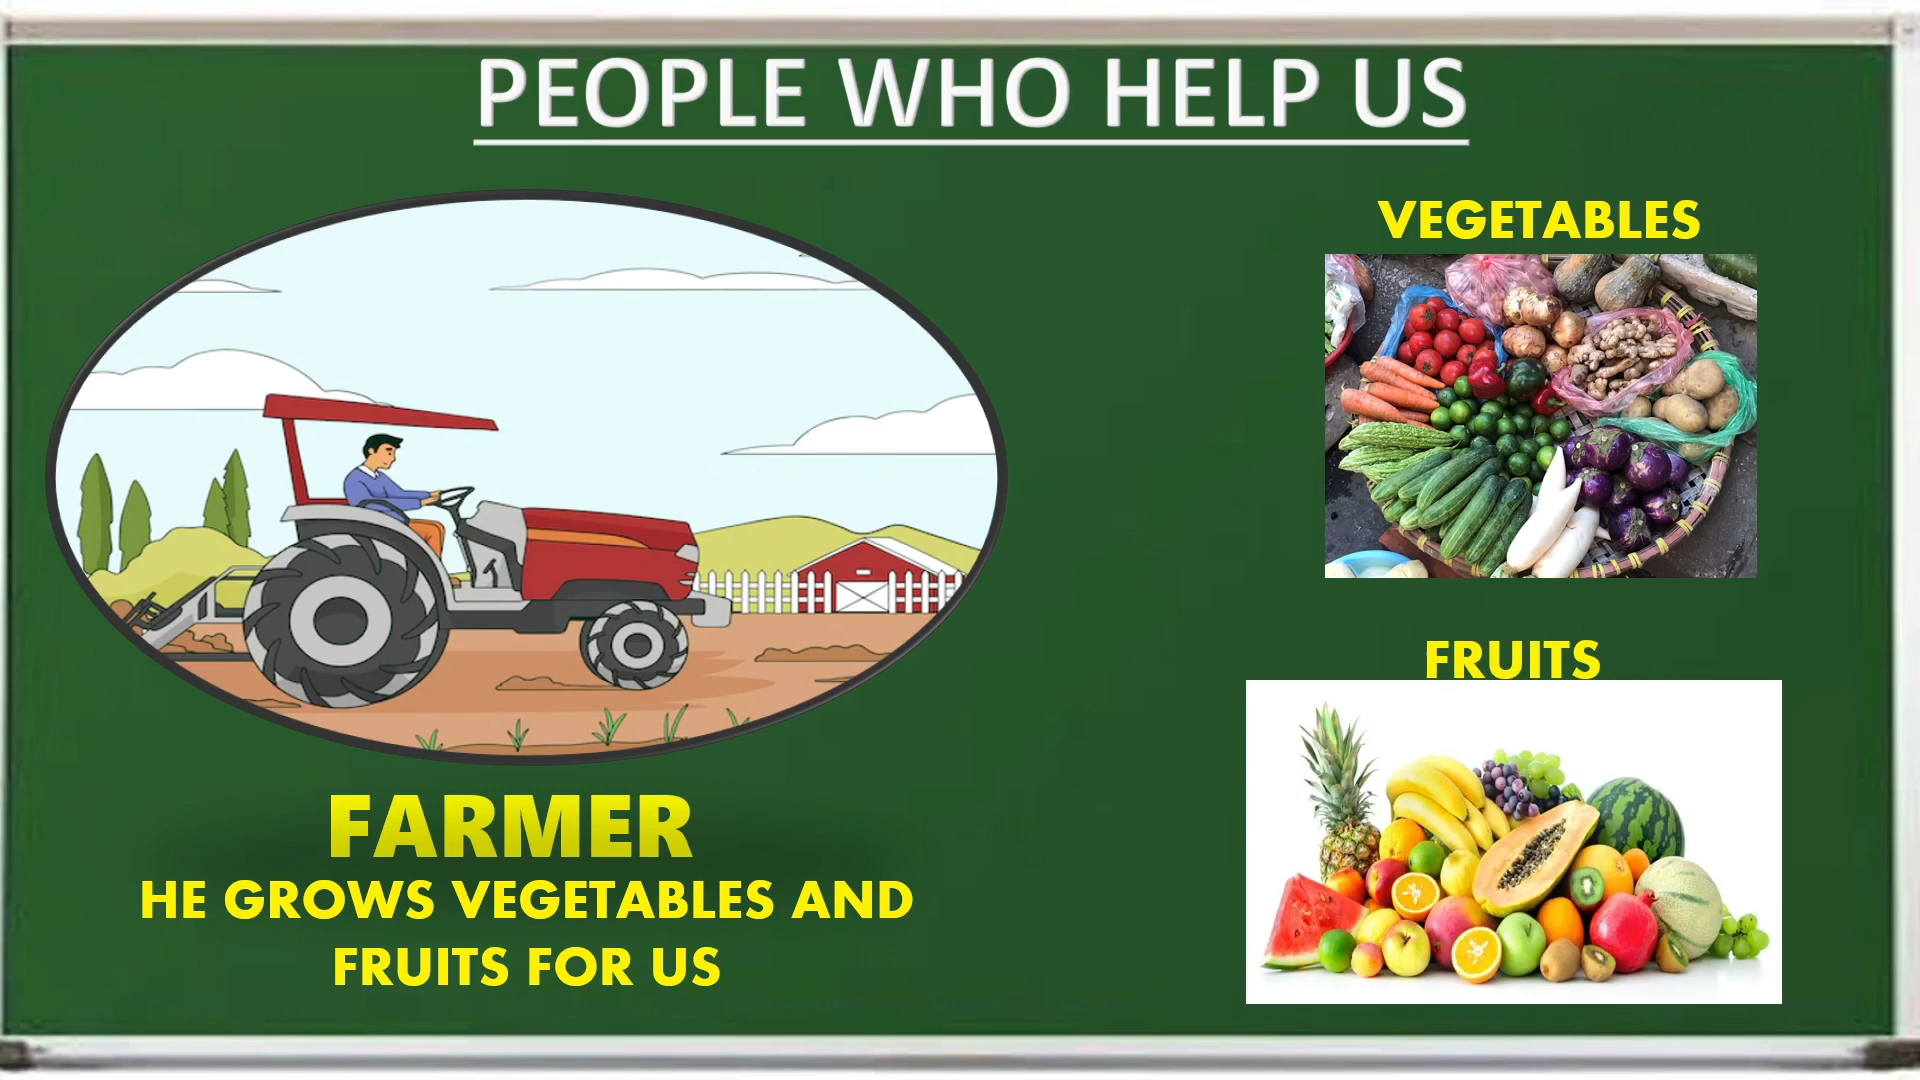 PEOPLE WHO HELP US
VEGETABLES
FRUITS
FARMER
HE GROWS VEGETABLES AND
FRUITS FOR US